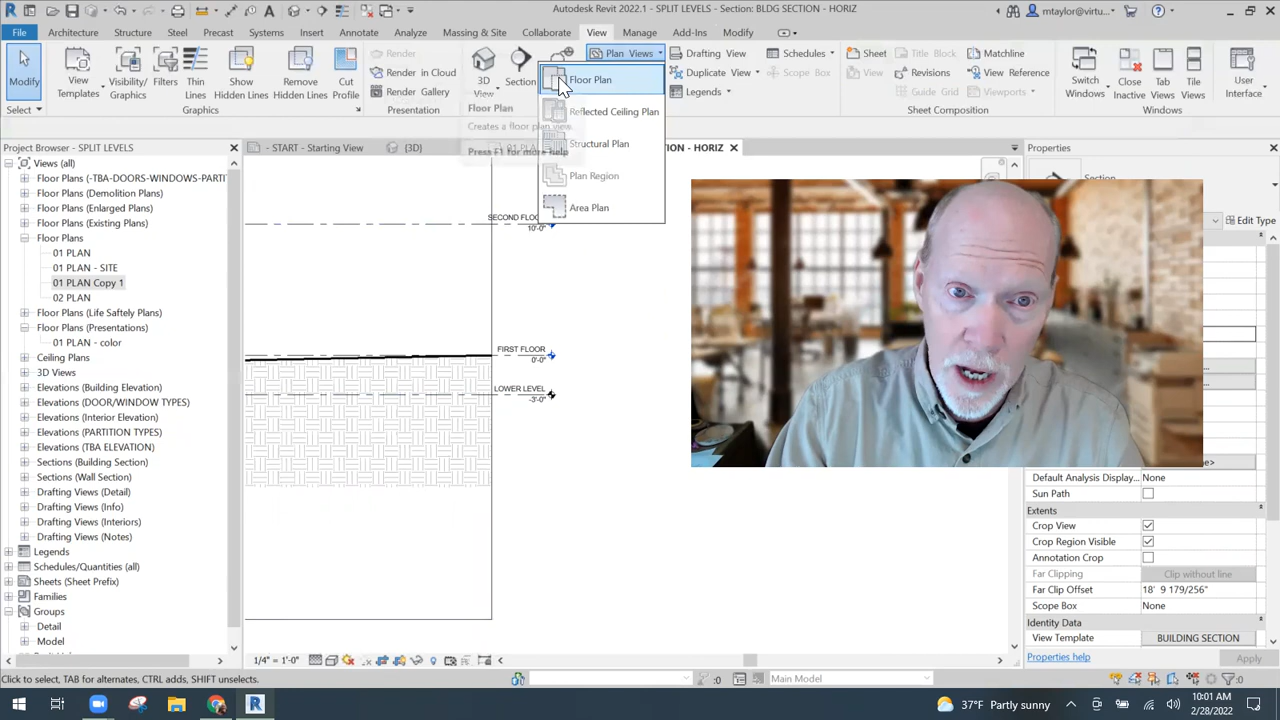 Autodesk Revit 2022.1 - SPLIT LEVELS - Section: BLDG SECTION - HORIZ
mtaylor@virtu...
File Architecture Structure Steel Precast Systems Insert Annotate Analyze Massing & Site Collaborate View Manage Add-Ins Modify
Modify
View Templates
Visibility/ Graphics
Thin Lines
Show Hidden Lines
Remove Hidden Lines
Cut Profile
Render
Render in Cloud
Render Gallery
3D View
Section
Plan Views
Drafting View
Duplicate View
Legends
Schedules
Scope Box
Sheet
Title Block
Revisions
Matchline
View Reference
Switch Windows
Close Inactive
Tab Views
Tile Views
User Interface
Select
Graphics
Presentation
Sheet Composition
Windows
Floor Plan
Reflected Ceiling Plan
Structural Plan
Plan Region
Area Plan
Floor Plan
Creates a floor plan view.
Press F1 for more help
Project Browser - SPLIT LEVELS
- START - Starting View
{3D}
01 PLAN
ON - HORIZ
Properties
Views (all)
Floor Plans (-TBA-DOORS-WINDOWS-PARTI
Floor Plans (Demolition Plans)
Floor Plans (Enlarged Plans)
Floor Plans (Existing Plans)
Floor Plans
01 PLAN
01 PLAN - SITE
01 PLAN Copy 1
02 PLAN
Floor Plans (Life Saftely Plans)
Floor Plans (Presentations)
01 PLAN - color
Ceiling Plans
3D Views
Elevations (Building Elevation)
Elevations (DOOR/WINDOW TYPES)
Elevations (Interior Elevation)
Elevations (PARTITION TYPES)
Elevations (TBA ELEVATION)
Sections (Building Section)
Sections (Wall Section)
Drafting Views (Detail)
Drafting Views (Info)
Drafting Views (Interiors)
Drafting Views (Notes)
Legends
Schedules/Quantities (all)
Sheets (Sheet Prefix)
Families
Groups
Detail
Model
SECOND FLOO
10'-0"
FIRST FLOOR
0'-0"
LOWER LEVEL
-3'-0"
Section
Edit Type
Default Analysis Display... None
Sun Path
Extents
Crop View
Crop Region Visible
Annotation Crop
Far Clipping Clip without line
Far Clip Offset 18' 9 179/256"
Scope Box None
Identity Data
View Template BUILDING SECTION
Properties help Apply
1/4" = 1'-0"
Click to select, TAB for alternates, CTRL adds, SHIFT unselects.
:0 Main Model :0
37°F Partly sunny
10:01 AM
2/28/2022